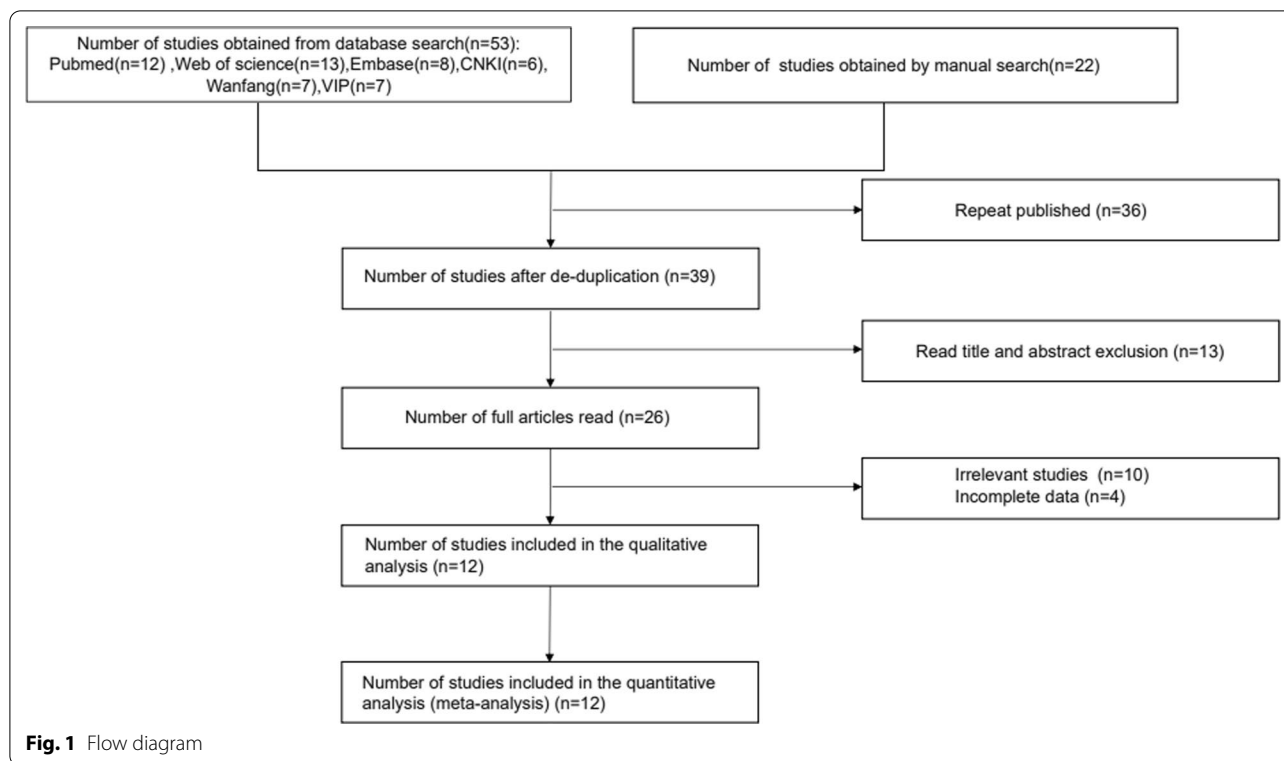 Number of studies obtained from database search(n=53):
Pubmed(n=12) ,Web of science(n=13),Embase(n=8),CNKI(n=6),
Wanfang(n=7),VIP(n=7)
Number of studies obtained by manual search(n=22)
Repeat published (n=36)
Number of studies after de-duplication (n=39)
Read title and abstract exclusion (n=13)
Number of full articles read (n=26)
Irrelevant studies (n=10)
Incomplete data (n=4)
Number of studies included in the qualitative
analysis (n=12)
Number of studies included in the quantitative
analysis (meta-analysis) (n=12)
Fig. 1 Flow diagram